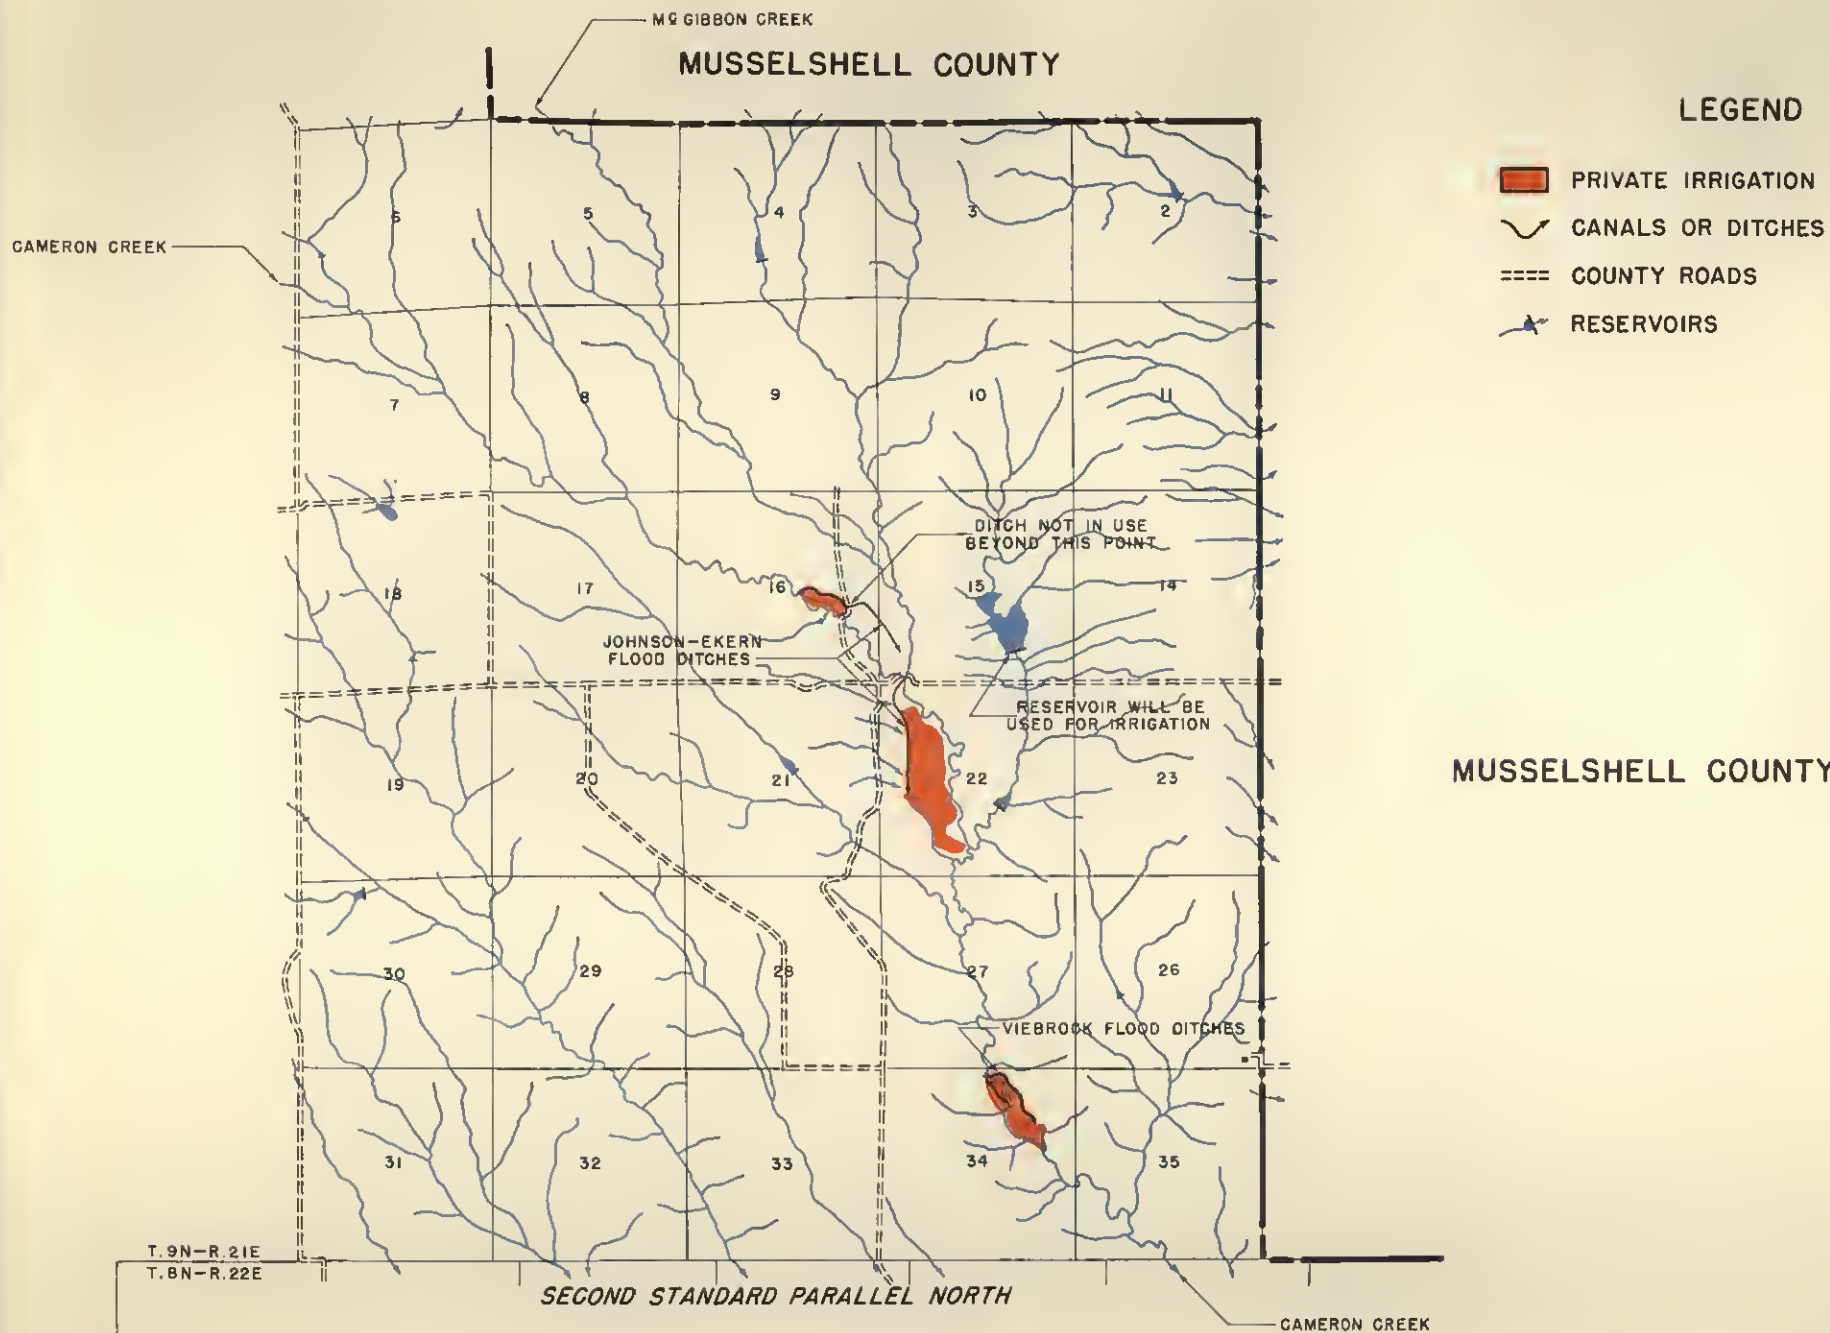 Mc GIBBON CREEK
MUSSELSHELL COUNTY
LEGEND
PRIVATE IRRIGATION
CANALS OR DITCHES
COUNTY ROADS
RESERVOIRS
CAMERON CREEK
6
5
4
3
2
7
8
9
10
11
DITCH NOT IN USE
BEYOND THIS POINT
18
17
16
15
14
JOHNSON-EKERN
FLOOD DITCHES
RESERVOIR WILL BE
USED FOR IRRIGATION
19
20
21
22
23
MUSSELSHELL COUNTY
30
29
28
27
26
VIEBROCK FLOOD DITCHES
31
32
33
34
35
T.9N-R.21E
T.8N-R.22E
SECOND STANDARD PARALLEL NORTH
CAMERON CREEK